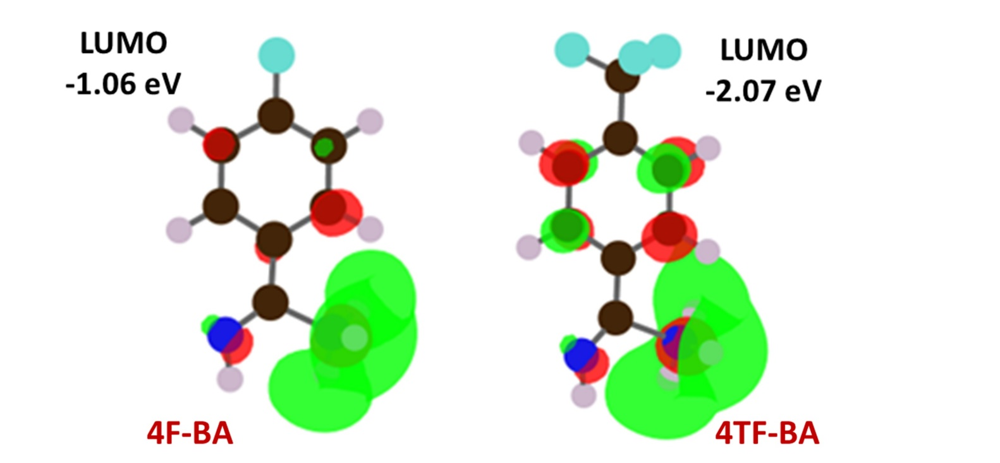 LUMO
-1.06 eV
LUMO
-2.07 eV
4F-BA
4TF-BA